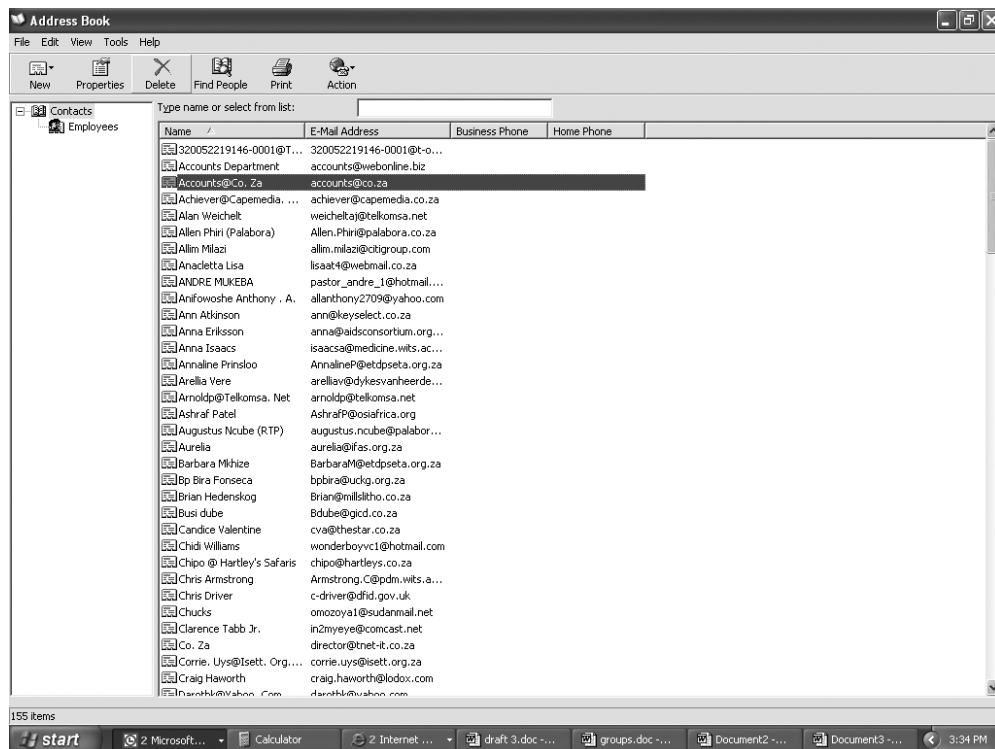 Address Book
File Edit View Tools Help
New Properties Delete Find People Print Action
Type name or select from list:
Contacts
Employees
Name E-Mail Address Business Phone Home Phone
320052219146-0001@T... 320052219146-0001@t-o...
Accounts Department accounts@webonline.biz
Accounts@Co. Za accounts@co.za
Achiever@Capemedia. ... achiever@capemedia.co.za
Alan Weichelt weicheltaj@telkomsa.net
Allen Phiri (Palabora) Allen.Phiri@palabora.co.za
Allim Milazi allim.milazi@citigroup.com
Anacletta Lisa lisaat4@webmail.co.za
ANDRE MUKEBA pastor_andre_1@hotmail....
Anifowoshe Anthony . A. allanthony2709@yahoo.com
Ann Atkinson ann@keyselect.co.za
Anna Eriksson anna@aidsconsortium.org...
Anna Isaacs isaacsa@medicine.wits.ac...
Annaline Prinsloo AnnalineP@etdpseta.org.za
Arellia Vere arelliav@dykesvanheerde...
Arnoldp@Telkomsa. Net arnoldp@telkomsa.net
Ashraf Patel AshrafP@osiafrica.org
Augustus Ncube (RTP) augustus.ncube@palabor...
Aurelia aurelia@ifas.org.za
Barbara Mkhize BarbaraM@etdpseta.org.za
Bp Bira Fonseca bpbira@uckg.org.za
Brian Hedenskog Brian@millslitho.co.za
Busi dube Bdube@gicd.co.za
Candice Valentine cva@thestar.co.za
Chidi Williams wonderboyvc1@hotmail.com
Chipo @ Hartley's Safaris chipo@hartleys.co.za
Chris Armstrong Armstrong.C@pdm.wits.a...
Chris Driver c-driver@dfid.gov.uk
Chucks omozoya1@sudanmail.net
Clarence Tabb Jr. in2myeye@comcast.net
Co. Za director@tnet-it.co.za
Corrie. Uys@Isett. Org.... corrie.uys@isett.org.za
Craig Haworth craig.haworth@lodox.com
Darothk@Yahoo. Com darothk@yahoo.com
155 items
start 2 Microsoft... Calculator 2 Internet ... draft 3.doc -... groups.doc -... Document2 -... Document3 -... 3:34 PM